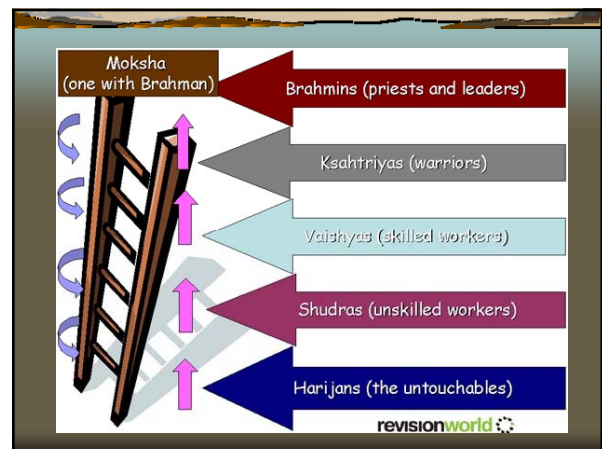 Moksha
(one with Brahman)
Brahmins (priests and leaders)
Ksahtriyas (warriors)
Vaishyas (skilled workers)
Shudras (unskilled workers)
Harijans (the untouchables)
revisionworld